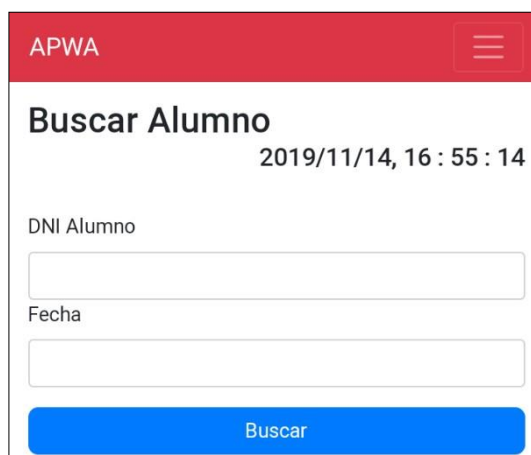 APWA
Buscar Alumno
2019/11/14, 16 : 55 : 14
DNI Alumno
Fecha
Buscar